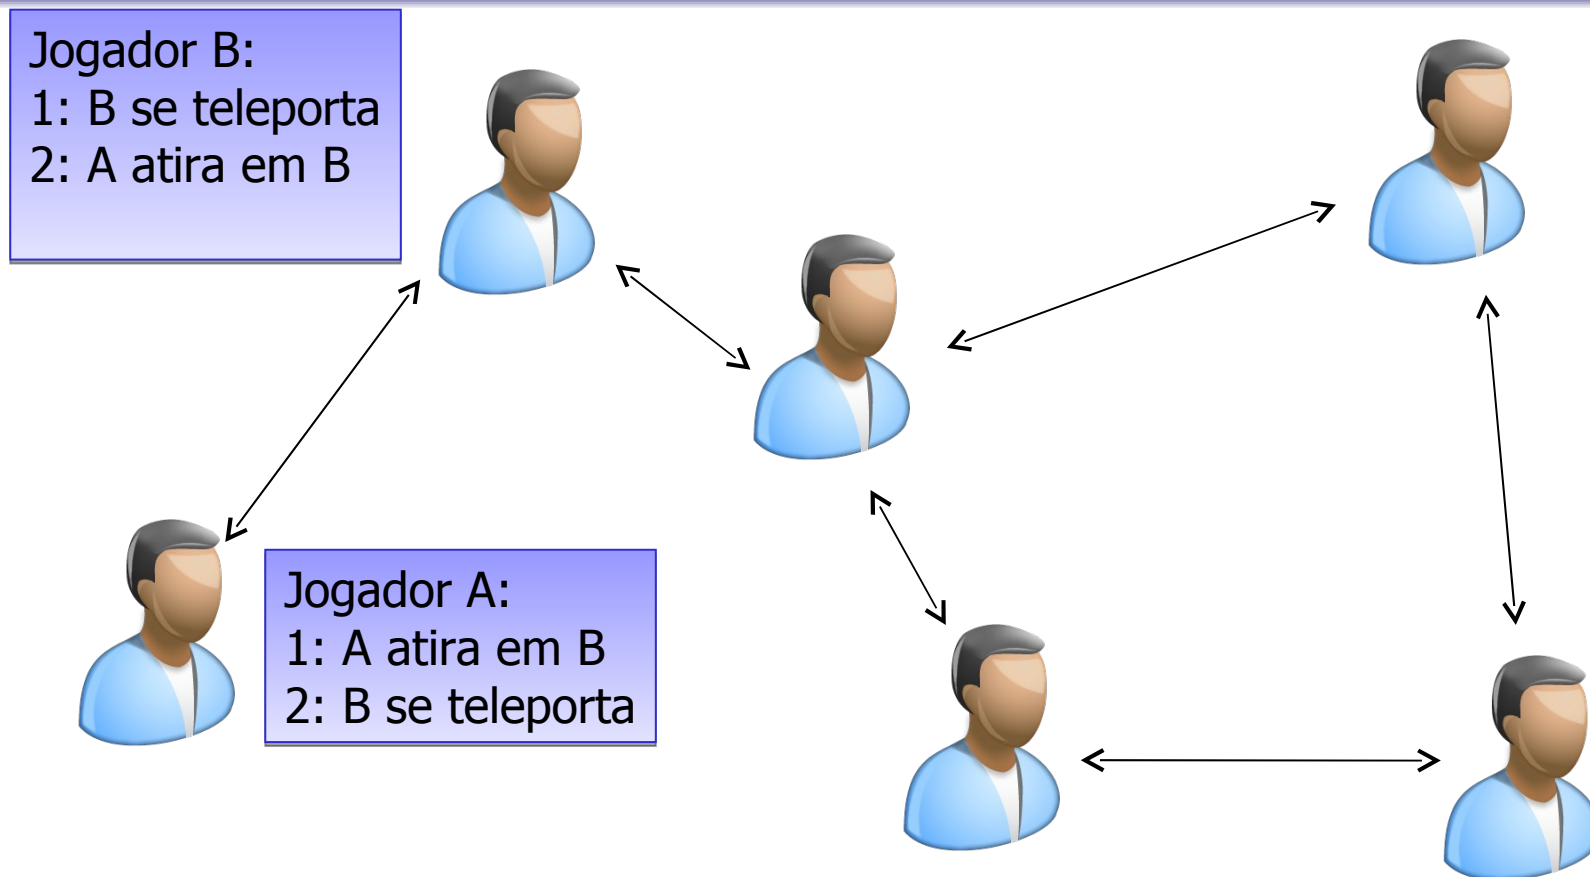 Jogador B:
1: B se teleporta
2: A atira em B
Jogador A:
1: A atira em B
2: B se teleporta